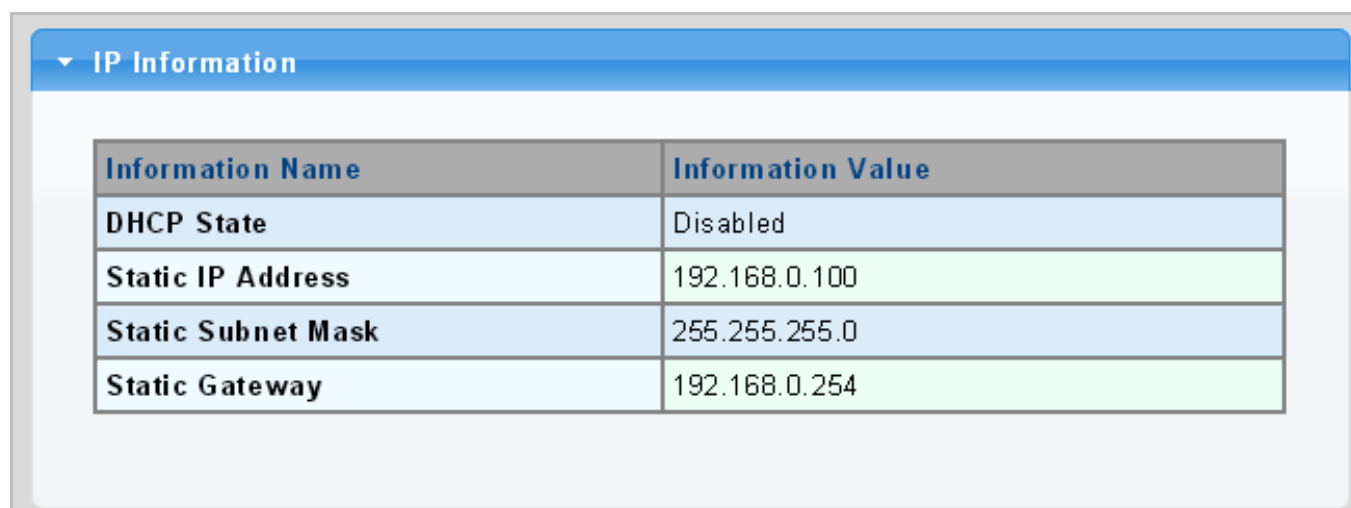 IP Information
Information Name Information Value
DHCP State Disabled
Static IP Address 192.168.0.100
Static Subnet Mask 255.255.255.0
Static Gateway 192.168.0.254